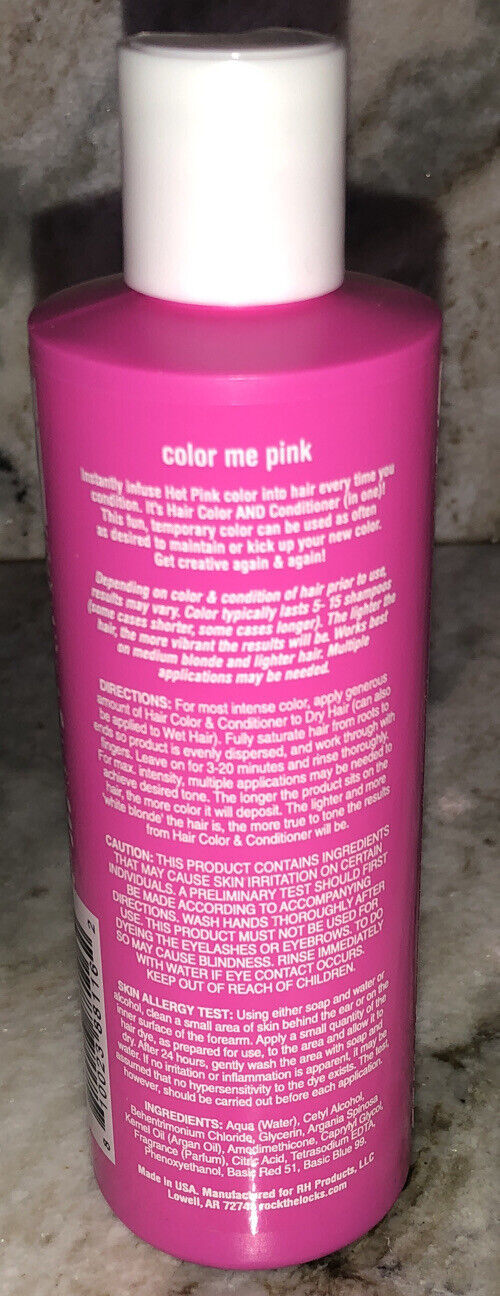 color me pink
Instantly infuse Hot Pink color into hair every time you
condition. It's Hair Color AND Conditioner (in one)!
This fun, temporary color can be used as often
as desired to maintain or kick up your new color.
Get creative again & again!
Depending on color & condition of hair prior to use,
results may vary. Color typically lasts 5- 15 shampoos
(some cases shorter, some cases longer). The lighter the
hair, the more vibrant the results will be. Works best
on medium blonde and lighter hair. Multiple
applications may be needed.
DIRECTIONS: For most intense color, apply generous
amount of Hair Color & Conditioner to Dry Hair (can also
be applied to Wet Hair). Fully saturate hair from roots to
ends so product is evenly dispersed, and work through with
fingers. Leave on for 3-20 minutes and rinse thoroughly.
For max. intensity, multiple applications may be needed to
achieve desired tone. The longer the product sits on the
hair, the more color it will deposit. The lighter and more
'white blonde' the hair is, the more true to tone the results
from Hair Color & Conditioner will be.
CAUTION: THIS PRODUCT CONTAINS INGREDIENTS
THAT MAY CAUSE SKIN IRRITATION ON CERTAIN
INDIVIDUALS. A PRELIMINARY TEST SHOULD FIRST
BE MADE ACCORDING TO ACCOMPANYING
DIRECTIONS. WASH HANDS THOROUGHLY AFTER
USE. THIS PRODUCT MUST NOT BE USED FOR
DYEING THE EYELASHES OR EYEBROWS. TO DO
SO MAY CAUSE BLINDNESS. RINSE IMMEDIATELY
WITH WATER IF EYE CONTACT OCCURS.
KEEP OUT OF REACH OF CHILDREN.
SKIN ALLERGY TEST: Using either soap and water or
alcohol, clean a small area of skin behind the ear or on the
inner surface of the forearm. Apply a small quantity of the
hair dye, as prepared for use, to the area and allow it to
dry. After 24 hours, gently wash the area with soap and
water. If no irritation or inflammation is apparent, it may be
assumed that no hypersensitivity to the dye exists. The test,
however, should be carried out before each application.
INGREDIENTS: Aqua (Water), Cetyl Alcohol,
Behentrimonium Chloride, Glycerin, Argania Spinosa
Kernel Oil (Argan Oil), Amodimethicone, Caprylyl Glycol,
Fragrance (Parfum), Citric Acid, Tetrasodium EDTA,
Phenoxyethanol, Basic Red 51, Basic Blue 99.
Made in USA. Manufactured for RH Products, LLC
Lowell, AR 72745 rockthelocks.com